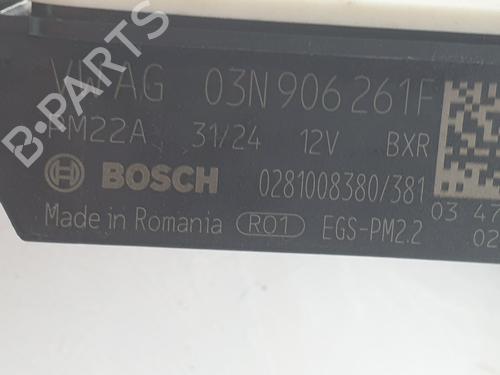 VW AG 03N 906 261F
PM22A 31/24 12V BXR
BOSCH 0281008380/381
03 47
Made in Romania R01 EGS-PM2.2
02
B-PARTS